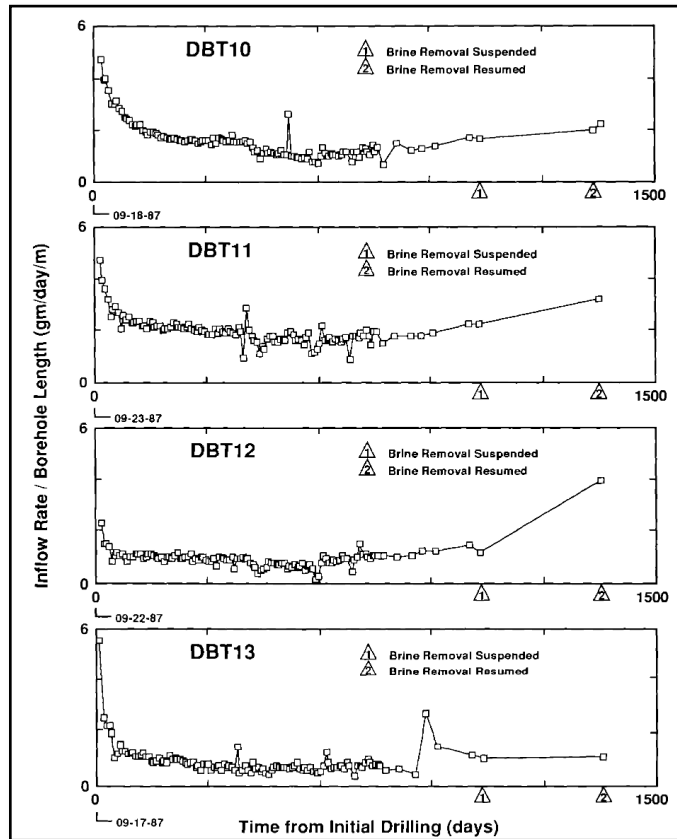 6
DBT10
1 Brine Removal Suspended
2 Brine Removal Resumed
0
0
1 2
1500
09-18-87
6
DBT11
1 Brine Removal Suspended
2 Brine Removal Resumed
0
0
1 2
1500
09-23-87
6
DBT12
1 Brine Removal Suspended
2 Brine Removal Resumed
0
0
1 2
1500
09-22-87
6
DBT13
1 Brine Removal Suspended
2 Brine Removal Resumed
0
0
1 2
1500
09-17-87
Time from Initial Drilling (days)
Inflow Rate / Borehole Length (gm/day/m)